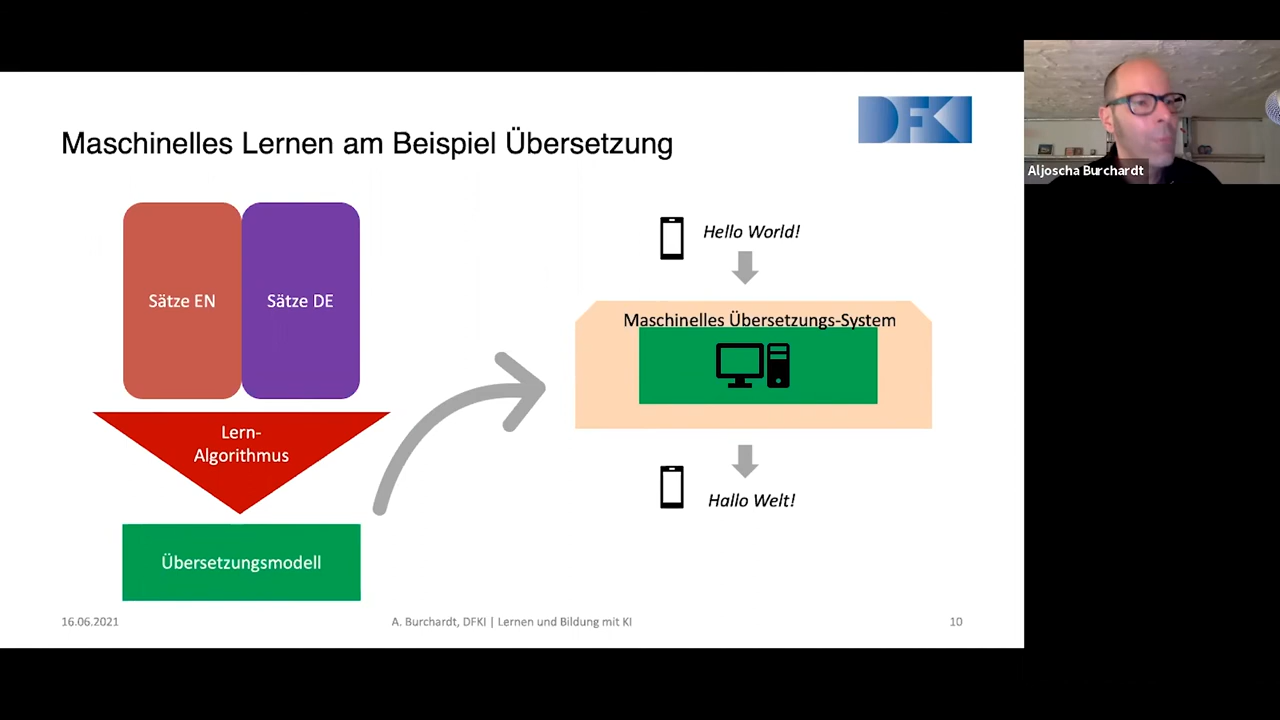 DFKI
Maschinelles Lernen am Beispiel Übersetzung
Sätze EN
Sätze DE
Lern-
Algorithmus
Übersetzungsmodell
Hello World!
Maschinelles Übersetzungs-System
Hallo Welt!
16.06.2021
A. Burchardt, DFKI | Lernen und Bildung mit KI
10
Aljoscha Burchardt